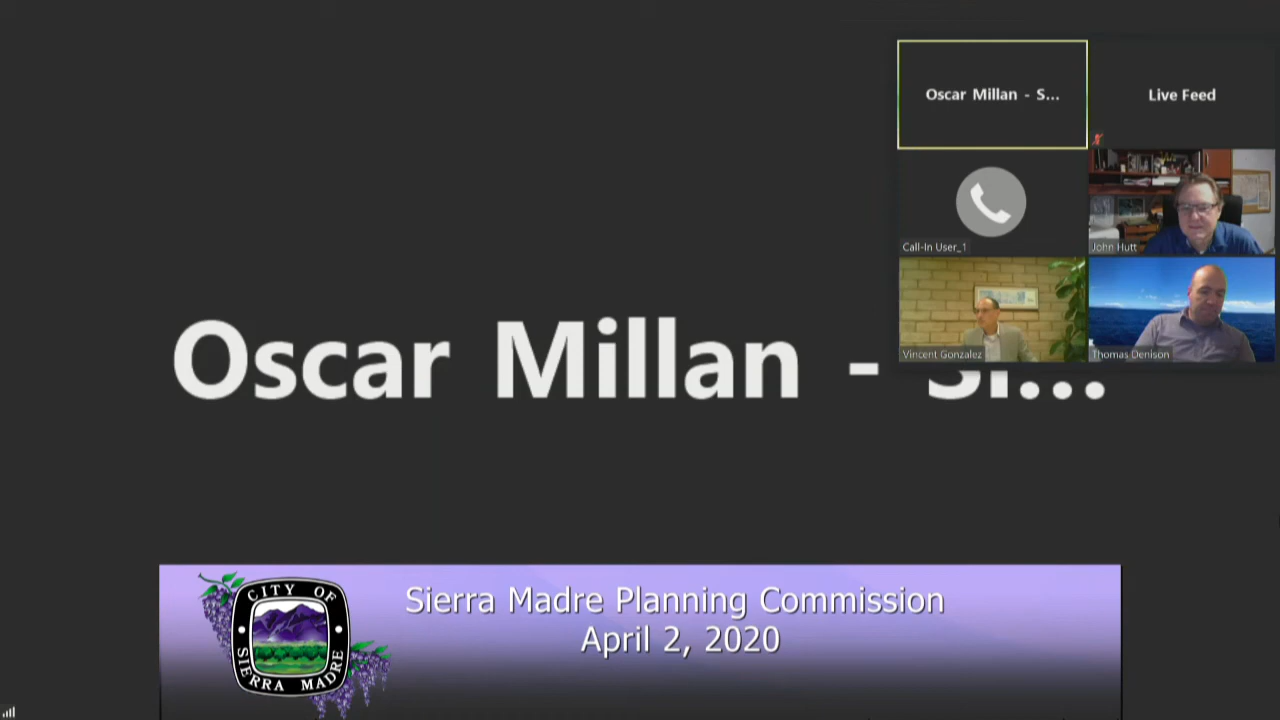 Oscar Millan - S...
Live Feed
Call-In User_1
John Hutt
Vincent Gonzalez
Thomas Denison
Oscar Millan - Si...
CITY OF
SIERRA MADRE
Sierra Madre Planning Commission
April 2, 2020